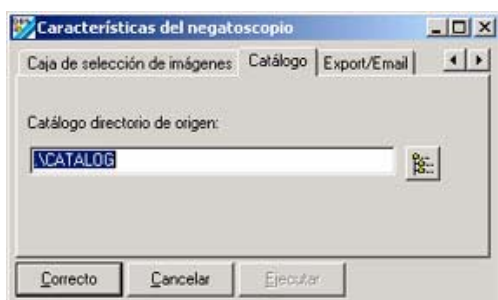 Características del negatoscopio
Caja de selección de imágenes Catálogo Export/Email
Catálogo directorio de origen:
.\CATALOG
Correcto Cancelar Ejecutar